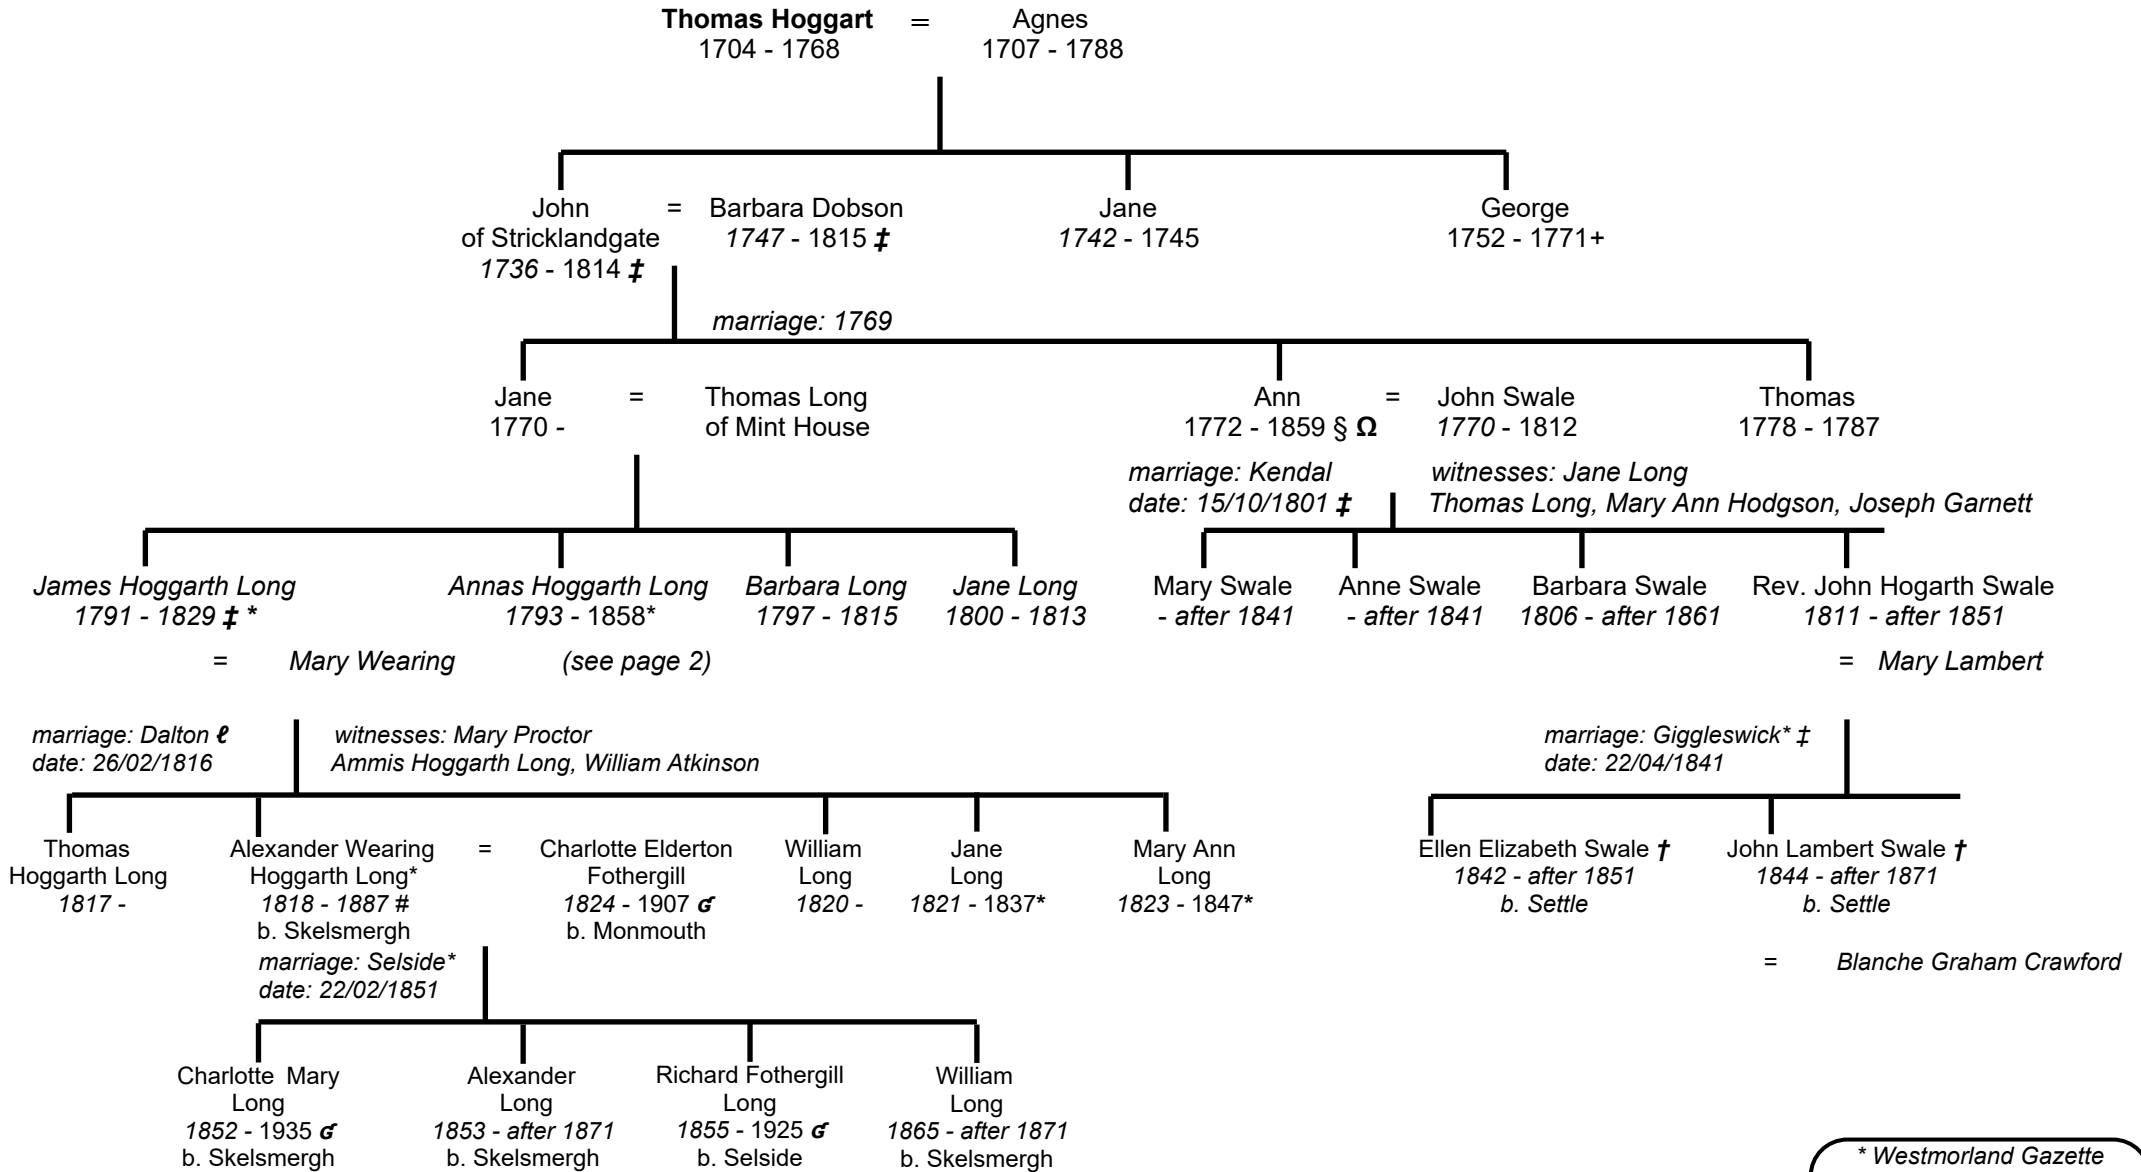 Thomas Hoggart = Agnes
1704 - 1768 1707 - 1788
John = Barbara Dobson Jane George
of Stricklandgate 1747 - 1815 ‡ 1742 - 1745 1752 - 1771+
1736 - 1814 ‡
marriage: 1769
Jane = Thomas Long Ann = John Swale Thomas
1770 - of Mint House 1772 - 1859 § Ω 1770 - 1812 1778 - 1787
marriage: Kendal witnesses: Jane Long
date: 15/10/1801 ‡ Thomas Long, Mary Ann Hodgson, Joseph Garnett
James Hoggarth Long Annas Hoggarth Long Barbara Long Jane Long Mary Swale Anne Swale Barbara Swale Rev. John Hogarth Swale
1791 - 1829 ‡ * 1793 - 1858* 1797 - 1815 1800 - 1813 - after 1841 - after 1841 1806 - after 1861 1811 - after 1851
= Mary Wearing (see page 2) = Mary Lambert
marriage: Dalton ℓ witnesses: Mary Proctor marriage: Giggleswick* ‡
date: 26/02/1816 Ammis Hoggarth Long, William Atkinson date: 22/04/1841
Thomas Alexander Wearing = Charlotte Elderton William Jane Mary Ann Ellen Elizabeth Swale † John Lambert Swale †
Hoggarth Long Hoggarth Long* Fothergill Long Long Long 1842 - after 1851 1844 - after 1871
1817 - 1818 - 1887 # 1824 - 1907 ɠ 1820 - 1821 - 1837* 1823 - 1847* b. Settle b. Settle
b. Skelsmergh b. Monmouth
marriage: Selside* = Blanche Graham Crawford
date: 22/02/1851
Charlotte Mary Alexander Richard Fothergill William
Long Long Long Long
1852 - 1935 ɠ 1853 - after 1871 1855 - 1925 ɠ 1865 - after 1871
b. Skelsmergh b. Skelsmergh b. Selside b. Skelsmergh
* Westmorland Gazette